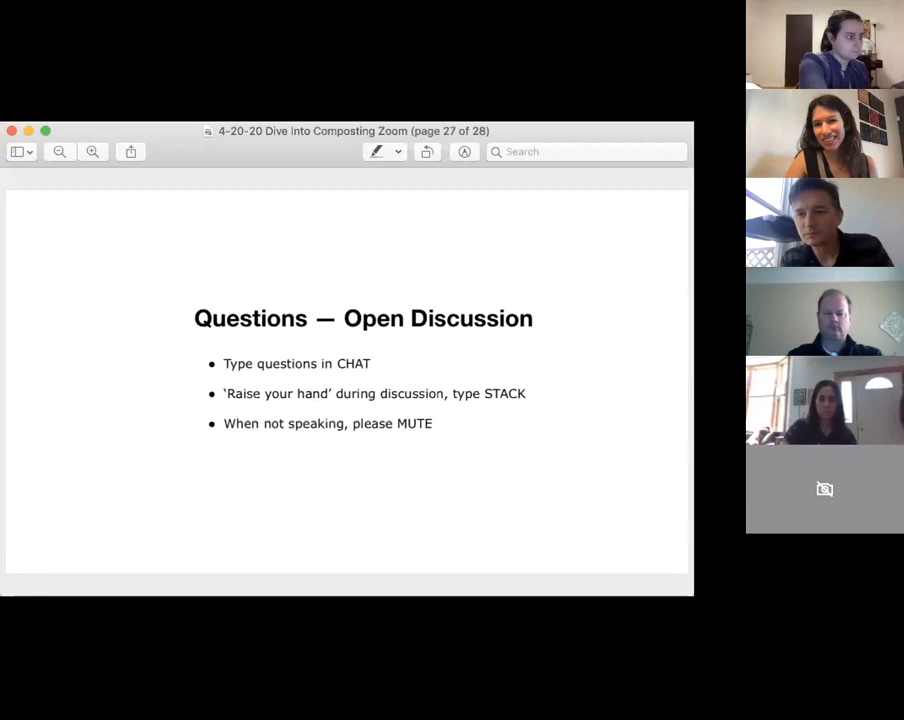 4-20-20 Dive Into Composting Zoom (page 27 of 28)
Search
Questions — Open Discussion
• Type questions in CHAT
• ‘Raise your hand’ during discussion, type STACK
• When not speaking, please MUTE